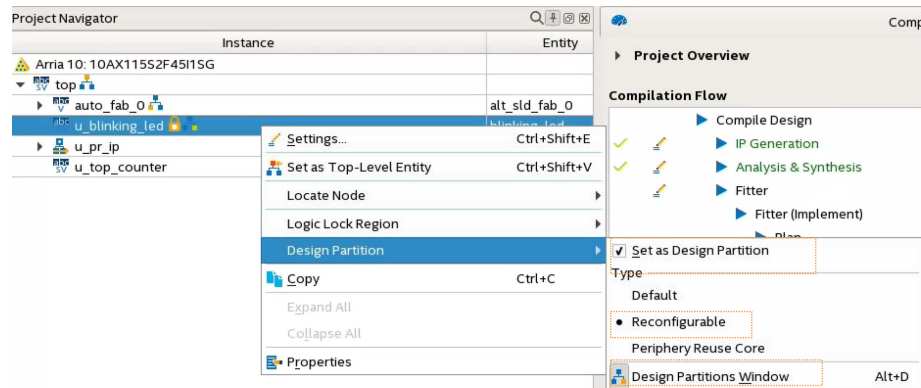 Project Navigator
Instance
Entity
Arria 10: 10AX115S2F45I1SG
top
auto_fab_0
alt_sld_fab_0
u_blinking_led
blinking_led
u_pr_ip
u_top_counter
Settings... Ctrl+Shift+E
Set as Top-Level Entity Ctrl+Shift+V
Locate Node
Logic Lock Region
Design Partition
Copy Ctrl+C
Expand All
Collapse All
Properties
Comp
Project Overview
Compilation Flow
Compile Design
IP Generation
Analysis & Synthesis
Fitter
Fitter (Implement)
Plan
Set as Design Partition
Type
Default
Reconfigurable
Periphery Reuse Core
Design Partitions Window Alt+D